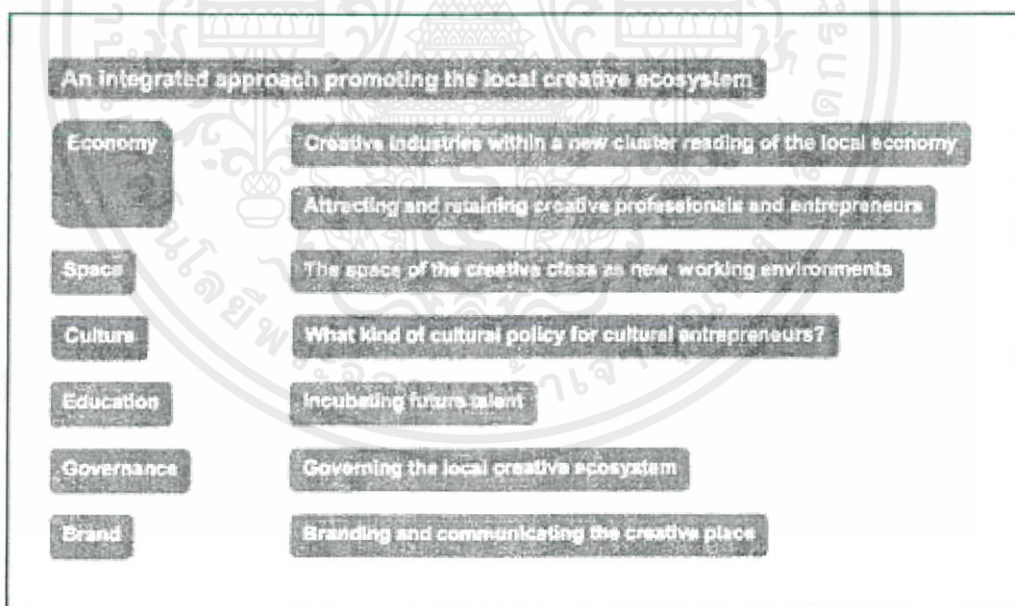 An integrated approach promoting the local creative ecosystem
Economy
Creative industries within a new cluster reading of the local economy
Attracting and retaining creative professionals and entrepreneurs
Space
The space of the creative class as new working environments
Culture
What kind of cultural policy for cultural entrepreneurs?
Education
Incubating future talent
Governance
Governing the local creative ecosystem
Brand
Branding and communicating the creative place